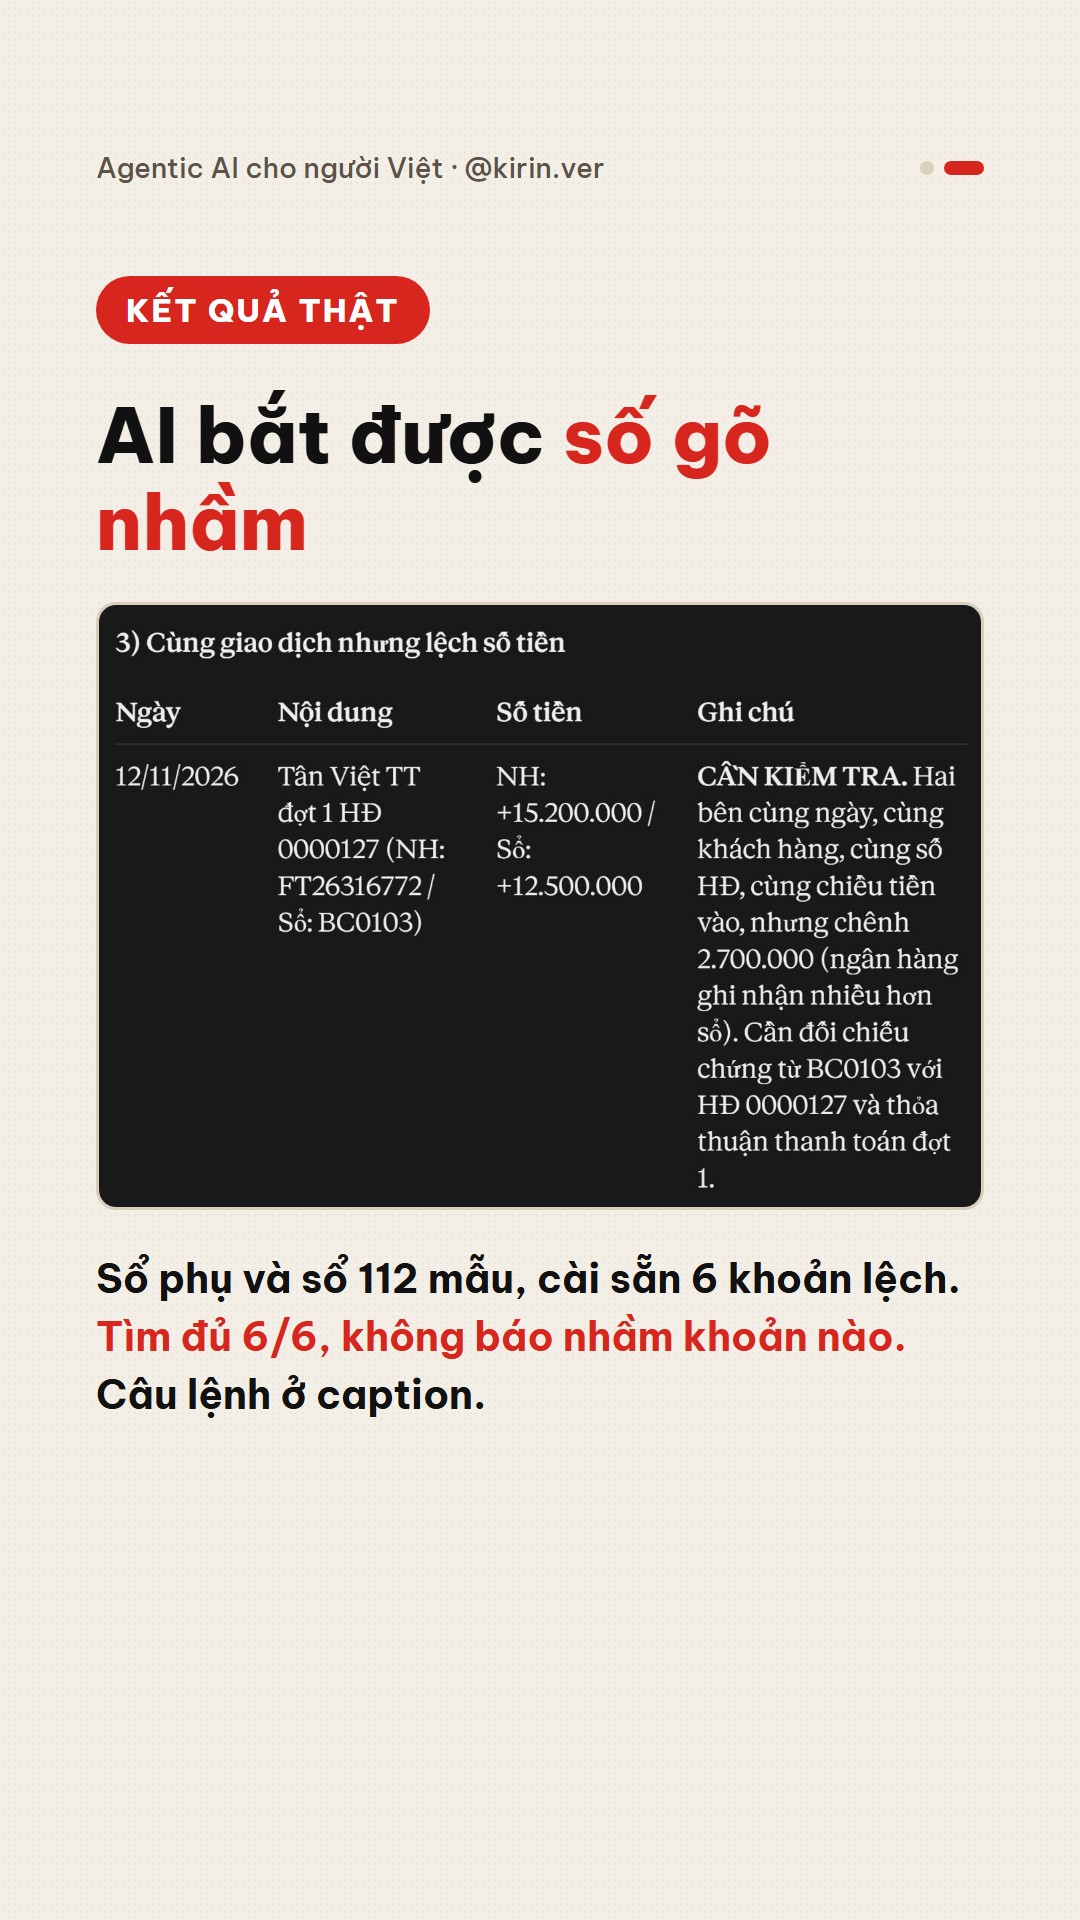 Agentic AI cho người Việt · @kirin.ver
KẾT QUẢ THẬT
AI bắt được số gõ
nhầm
3) Cùng giao dịch nhưng lệch số tiền
Ngày Nội dung Số tiền Ghi chú
12/11/2026 Tân Việt TT NH: CẦN KIỂM TRA. Hai
đợt 1 HĐ +15.200.000 / bên cùng ngày, cùng
0000127 (NH: Sổ: khách hàng, cùng số
FT26316772 / +12.500.000 HĐ, cùng chiều tiền
Sổ: BC0103) vào, nhưng chênh
2.700.000 (ngân hàng
ghi nhận nhiều hơn
sổ). Cần đối chiếu
chứng từ BC0103 với
HĐ 0000127 và thỏa
thuận thanh toán đợt
1.
Sổ phụ và sổ 112 mẫu, cài sẵn 6 khoản lệch.
Tìm đủ 6/6, không báo nhầm khoản nào.
Câu lệnh ở caption.